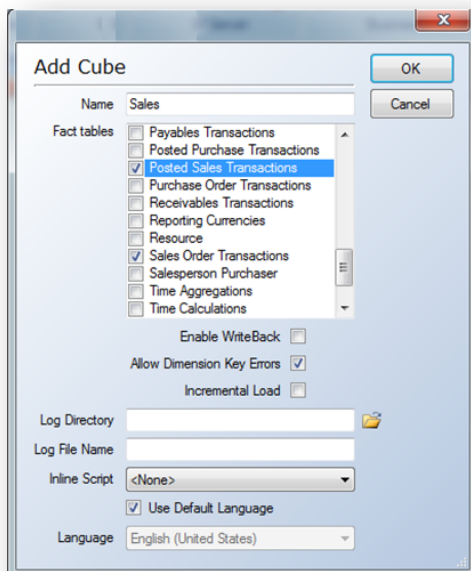 Add Cube
OK
Name Sales
Cancel
Fact tables
Payables Transactions
Posted Purchase Transactions
Posted Sales Transactions
Purchase Order Transactions
Receivables Transactions
Reporting Currencies
Resource
Sales Order Transactions
Salesperson Purchaser
Time Aggregations
Time Calculations
Enable WriteBack
Allow Dimension Key Errors
Incremental Load
Log Directory
Log File Name
Inline Script <None>
Use Default Language
Language English (United States)